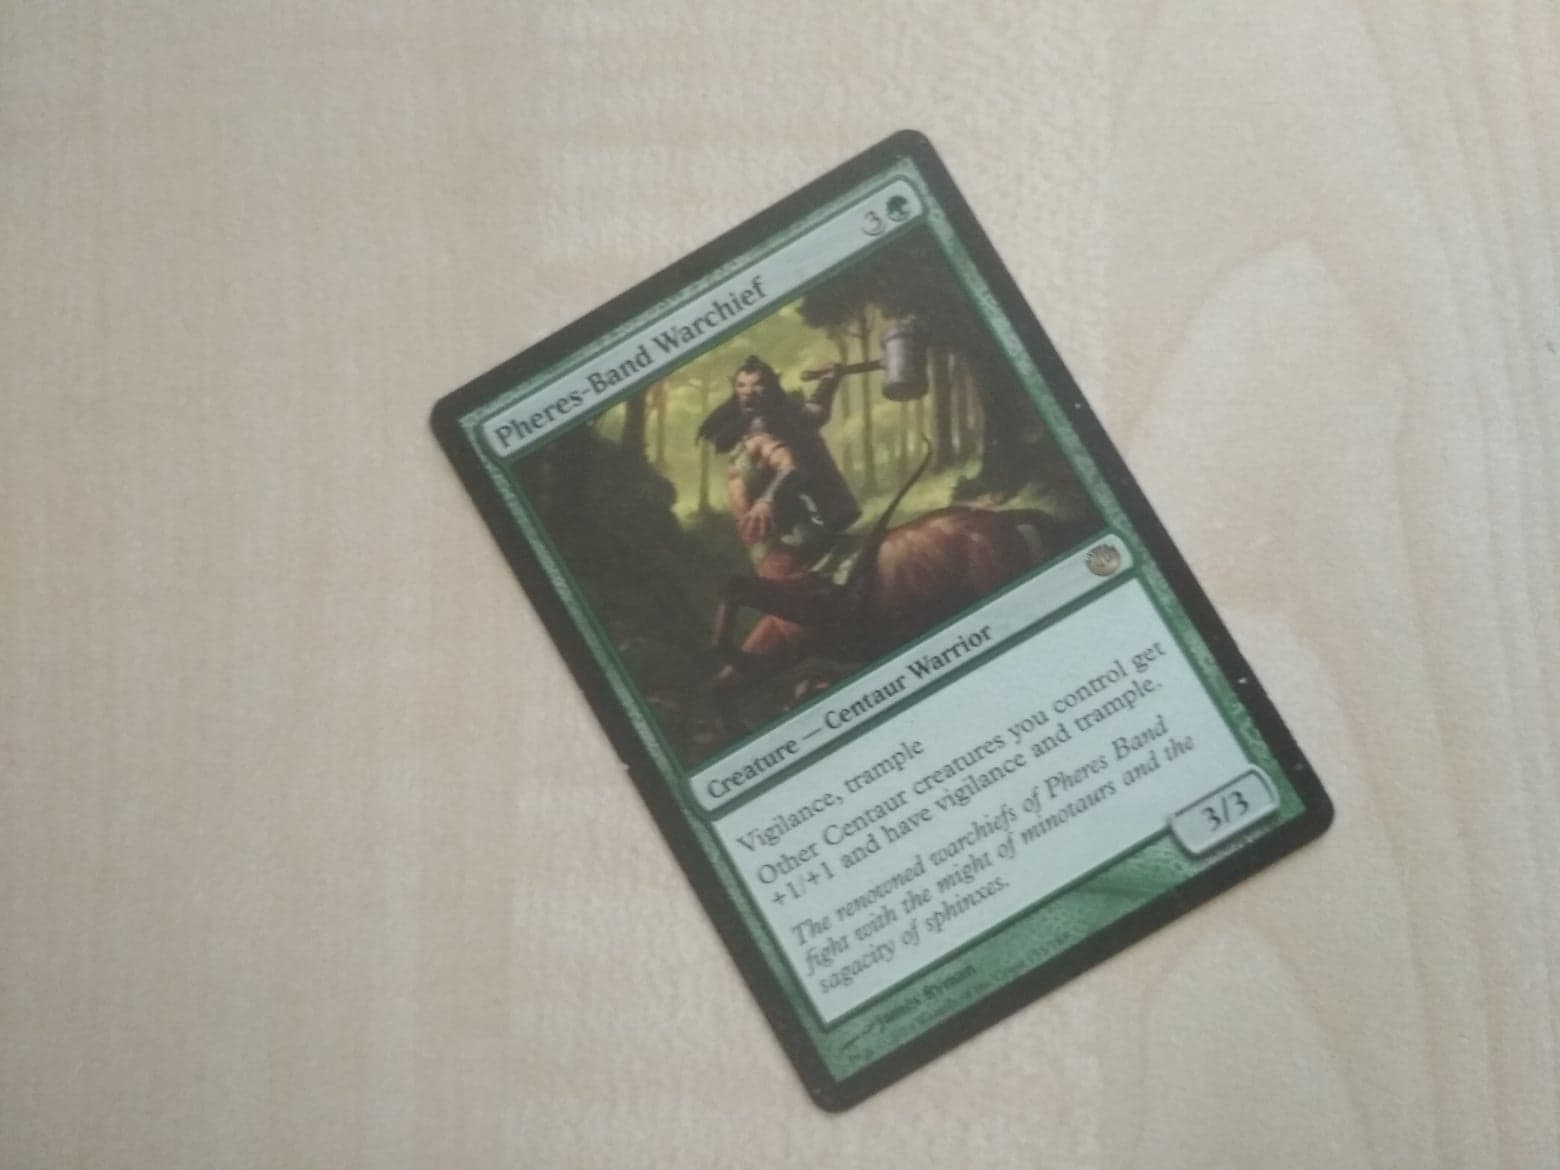 Pheres-Band Warchief 3
Creature — Centaur Warrior
Vigilance, trample
Other Centaur creatures you control get
+1/+1 and have vigilance and trample.
The renowned warchiefs of Pheres Band
fight with the might of minotaurs and the
sagacity of sphinxes.
3/3
James Ryman